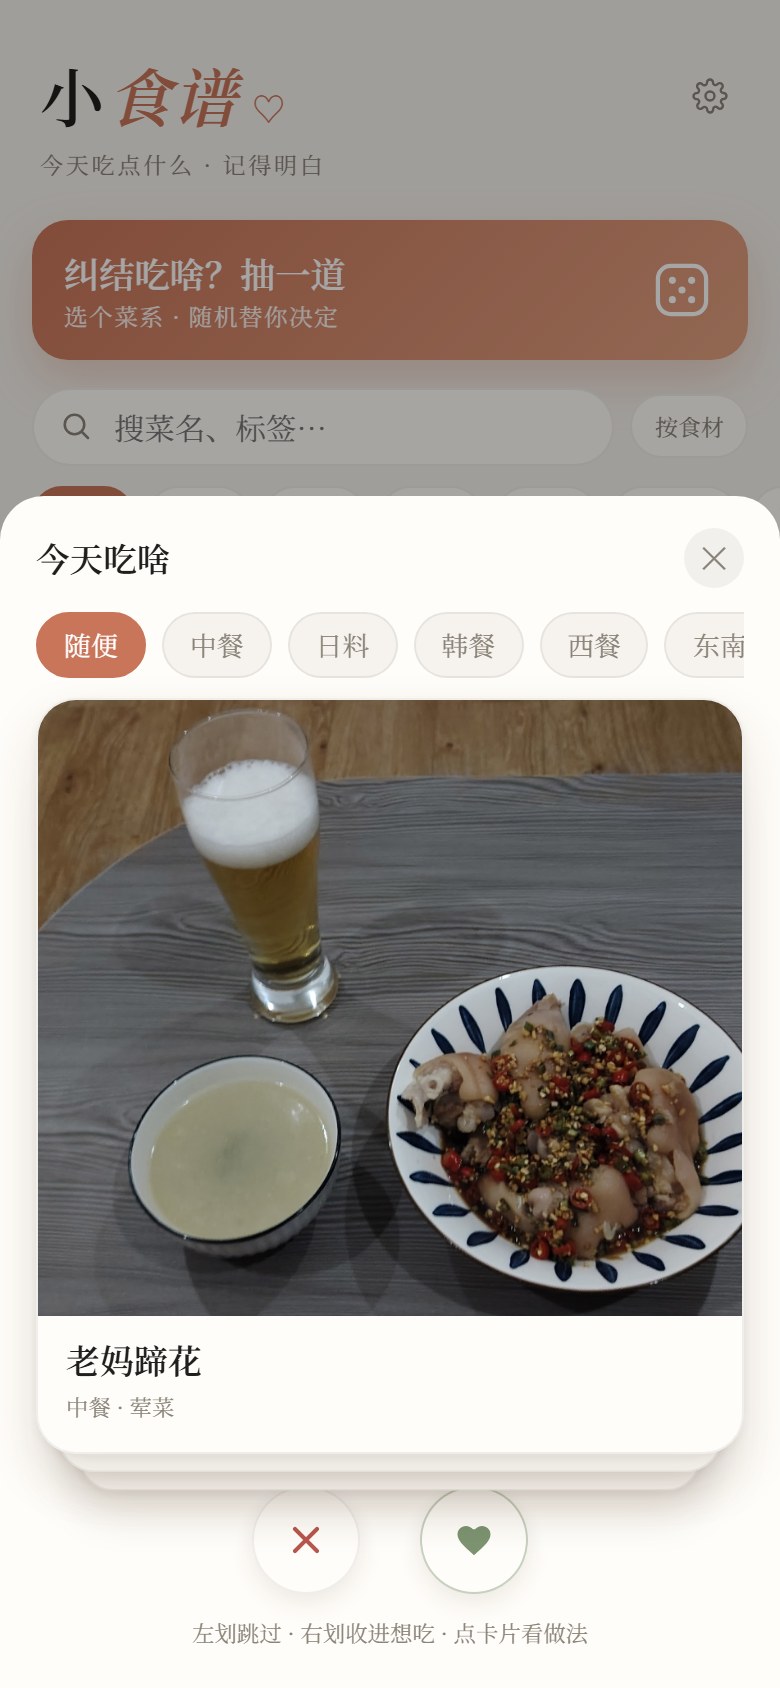 小食谱♡
今天吃点什么 · 记得明白
纠结吃啥？抽一道
选个菜系 · 随机替你决定
搜菜名、标签…
按食材
今天吃啥
随便 中餐 日料 韩餐 西餐 东南
老妈蹄花
中餐 · 荤菜
左划跳过 · 右划收进想吃 · 点卡片看做法